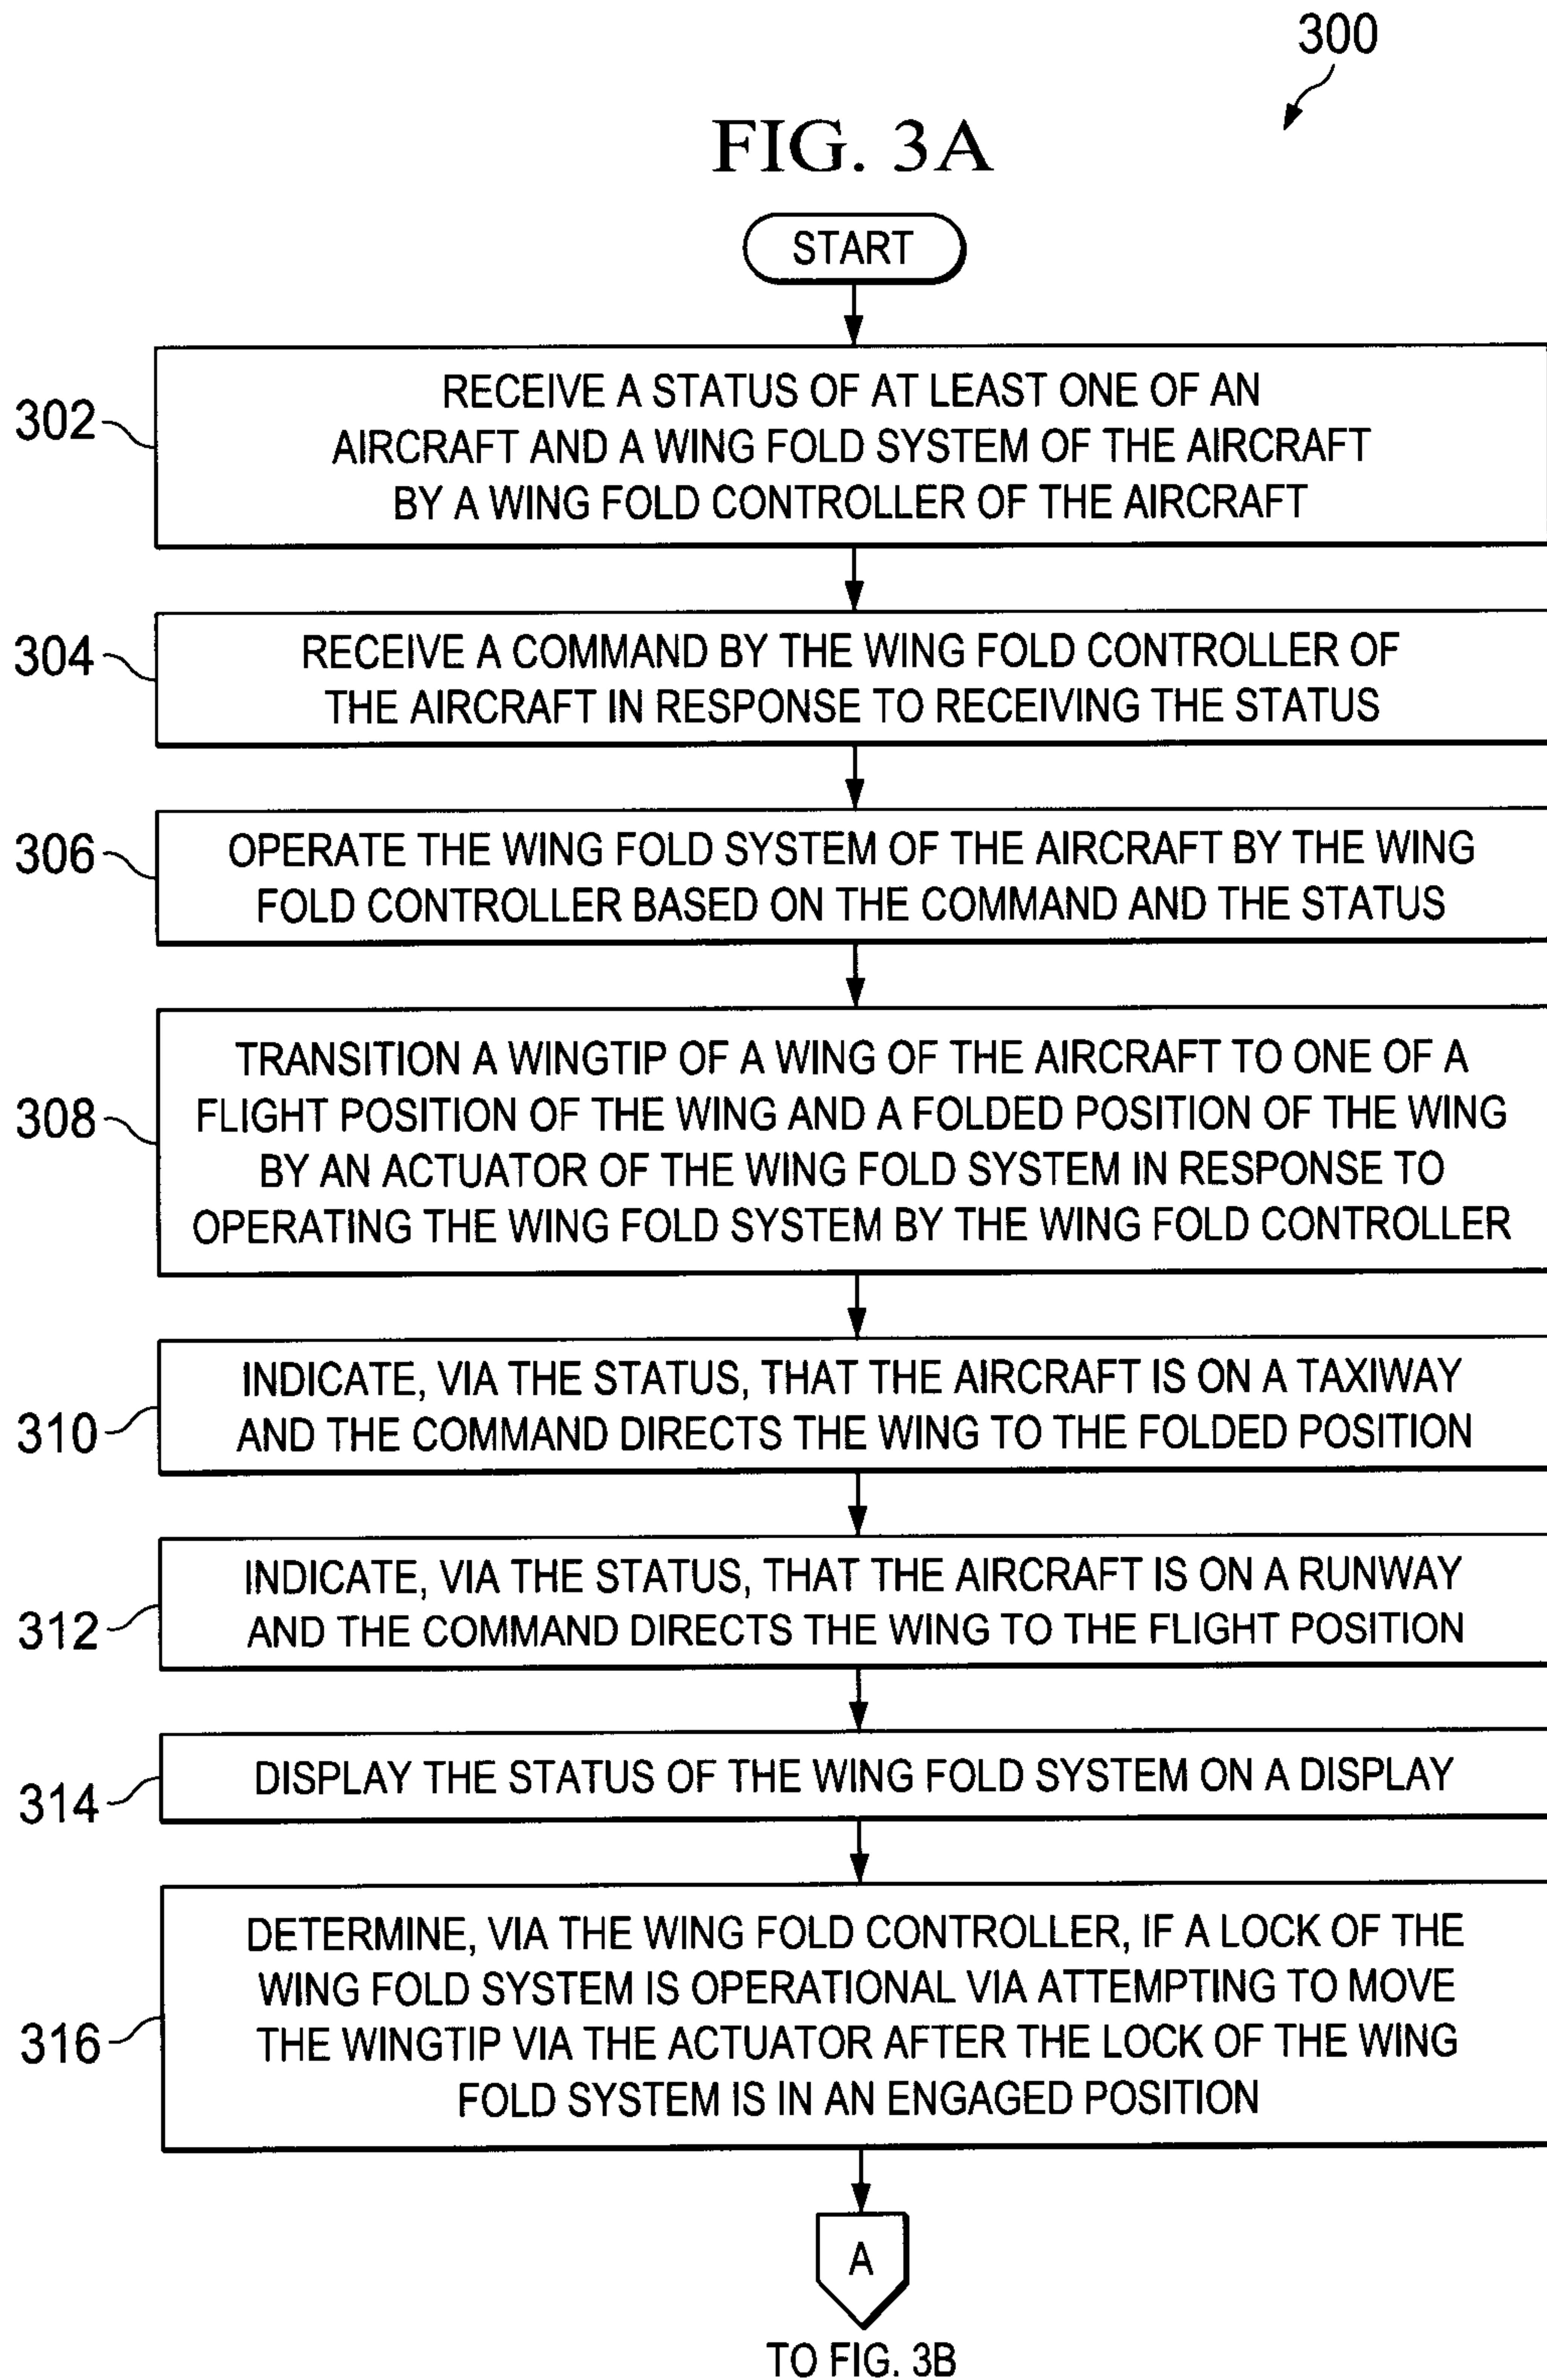 300
FIG. 3A
START
302
RECEIVE A STATUS OF AT LEAST ONE OF AN
AIRCRAFT AND A WING FOLD SYSTEM OF THE AIRCRAFT
BY A WING FOLD CONTROLLER OF THE AIRCRAFT
304
RECEIVE A COMMAND BY THE WING FOLD CONTROLLER OF
THE AIRCRAFT IN RESPONSE TO RECEIVING THE STATUS
306
OPERATE THE WING FOLD SYSTEM OF THE AIRCRAFT BY THE WING
FOLD CONTROLLER BASED ON THE COMMAND AND THE STATUS
308
TRANSITION A WINGTIP OF A WING OF THE AIRCRAFT TO ONE OF A
FLIGHT POSITION OF THE WING AND A FOLDED POSITION OF THE WING
BY AN ACTUATOR OF THE WING FOLD SYSTEM IN RESPONSE TO
OPERATING THE WING FOLD SYSTEM BY THE WING FOLD CONTROLLER
310
INDICATE, VIA THE STATUS, THAT THE AIRCRAFT IS ON A TAXIWAY
AND THE COMMAND DIRECTS THE WING TO THE FOLDED POSITION
312
INDICATE, VIA THE STATUS, THAT THE AIRCRAFT IS ON A RUNWAY
AND THE COMMAND DIRECTS THE WING TO THE FLIGHT POSITION
314
DISPLAY THE STATUS OF THE WING FOLD SYSTEM ON A DISPLAY
316
DETERMINE, VIA THE WING FOLD CONTROLLER, IF A LOCK OF THE
WING FOLD SYSTEM IS OPERATIONAL VIA ATTEMPTING TO MOVE
THE WINGTIP VIA THE ACTUATOR AFTER THE LOCK OF THE WING
FOLD SYSTEM IS IN AN ENGAGED POSITION
A
TO FIG. 3B